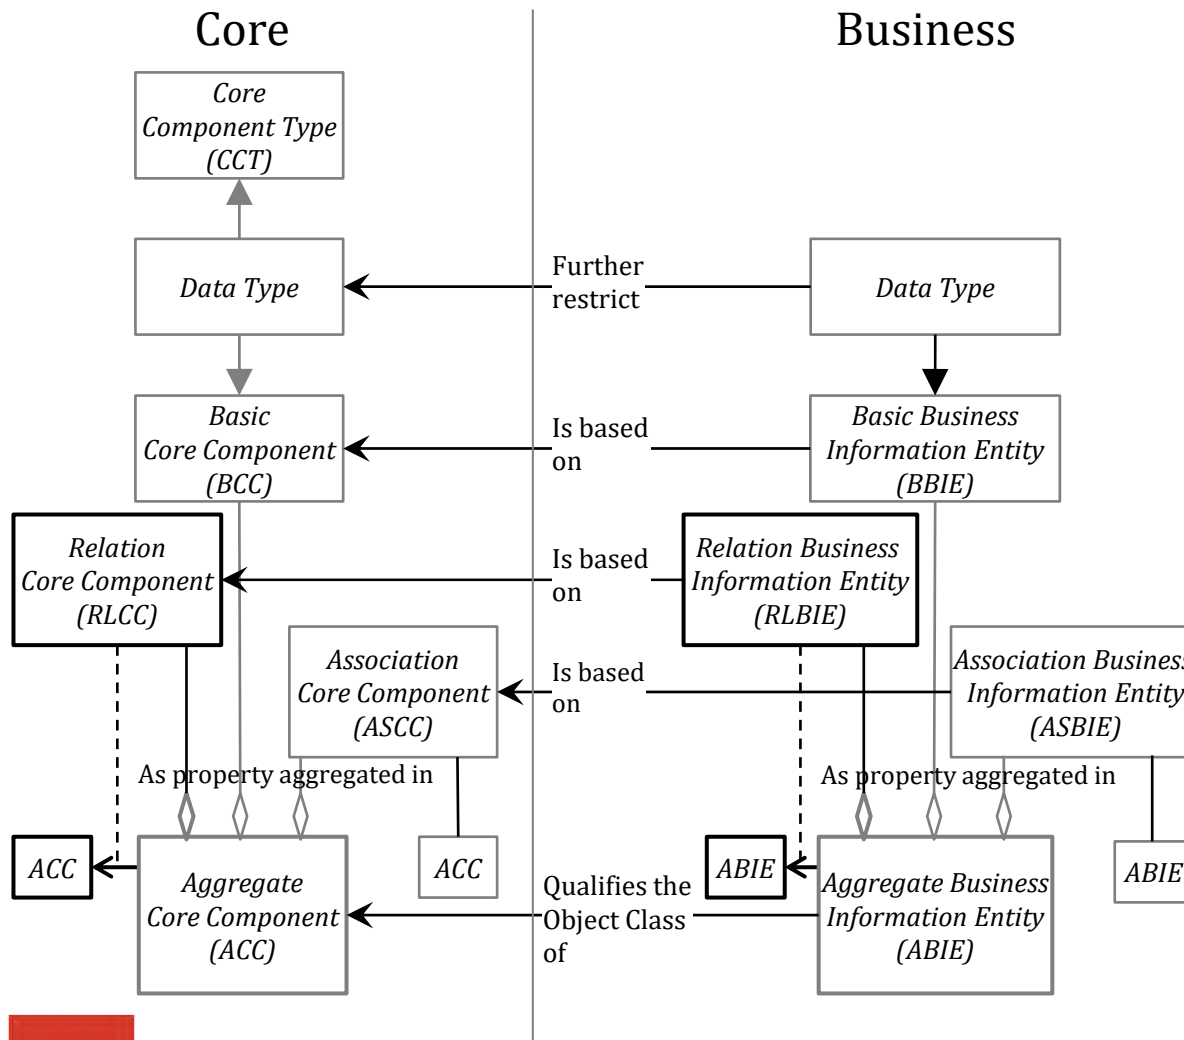 Core
Business
Core
Component Type
(CCT)
Data Type
Further
restrict
Data Type
Basic
Core Component
(BCC)
Is based
on
Basic Business
Information Entity
(BBIE)
Relation
Core Component
(RLCC)
Is based
on
Relation Business
Information Entity
(RLBIE)
Association
Core Component
(ASCC)
Is based
on
Association Business
Information Entity
(ASBIE)
As property aggregated in
As property aggregated in
ACC
Aggregate
Core Component
(ACC)
ACC
Qualifies the
Object Class
of
ABIE
Aggregate Business
Information Entity
(ABIE)
ABIE